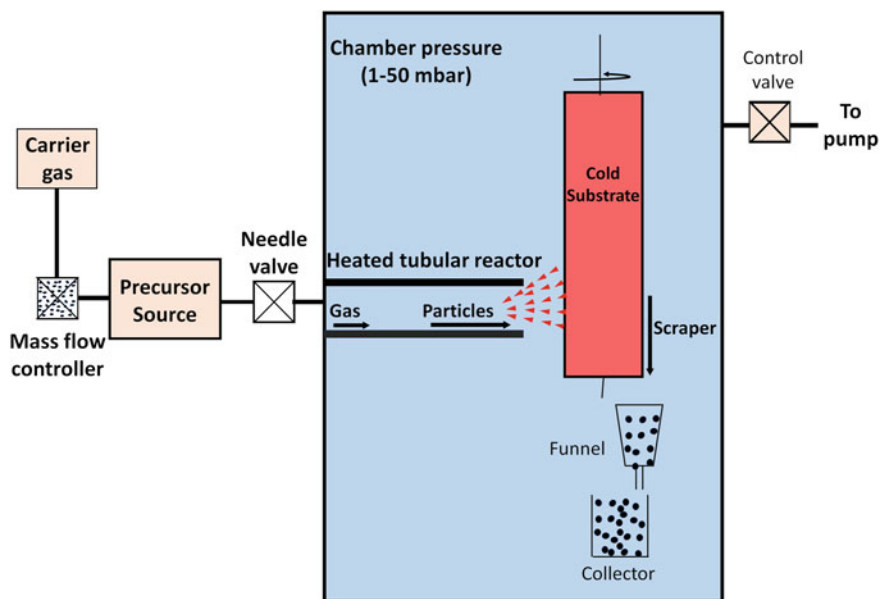 Chamber pressure
(1-50 mbar)
Control
valve
To
pump
Carrier
gas
Cold
Substrate
Needle
valve
Heated tubular reactor
Precursor
Source
Gas
Particles
Scraper
Mass flow
controller
Funnel
Collector